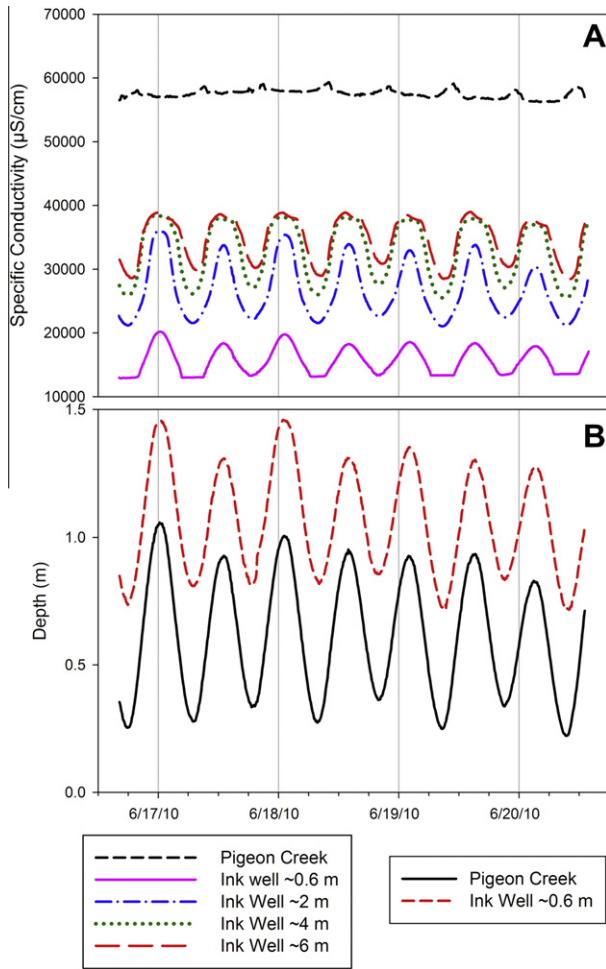 A
70000
60000
50000
40000
30000
20000
10000
Specific Conductivity (µS/cm)
B
1.5
1.0
0.5
0.0
Depth (m)
6/17/10 6/18/10 6/19/10 6/20/10
Pigeon Creek
Ink well ~0.6 m
Ink Well ~2 m
Ink Well ~4 m
Ink Well ~6 m
Pigeon Creek
Ink Well ~0.6 m